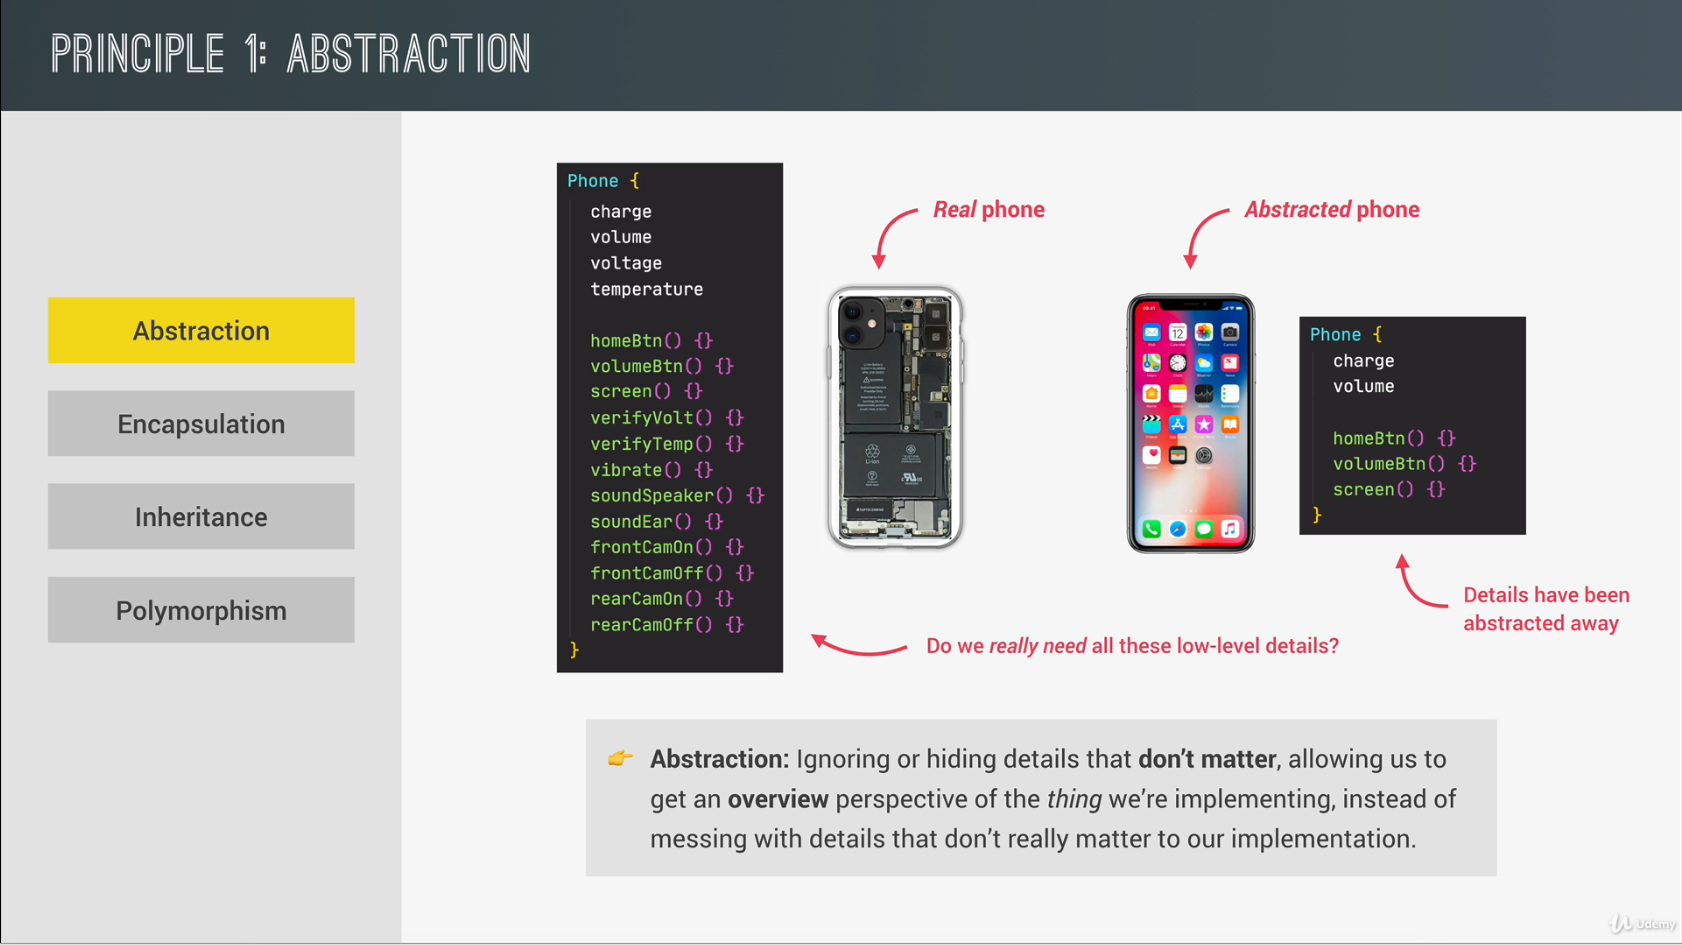 PRINCIPLE 1: ABSTRACTION
Abstraction
Encapsulation
Inheritance
Polymorphism
Phone {
charge
volume
voltage
temperature
homeBtn() {}
volumeBtn() {}
screen() {}
verifyVolt() {}
verifyTemp() {}
vibrate() {}
soundSpeaker() {}
soundEar() {}
frontCamOn() {}
frontCamOff() {}
rearCamOn() {}
rearCamOff() {}
}
Real phone
Li-ion
Abstracted phone
Phone {
charge
volume
homeBtn() {}
volumeBtn() {}
screen() {}
}
Details have been
abstracted away
Do we really need all these low-level details?
👉 Abstraction: Ignoring or hiding details that don’t matter, allowing us to
get an overview perspective of the thing we’re implementing, instead of
messing with details that don’t really matter to our implementation.
Udemy